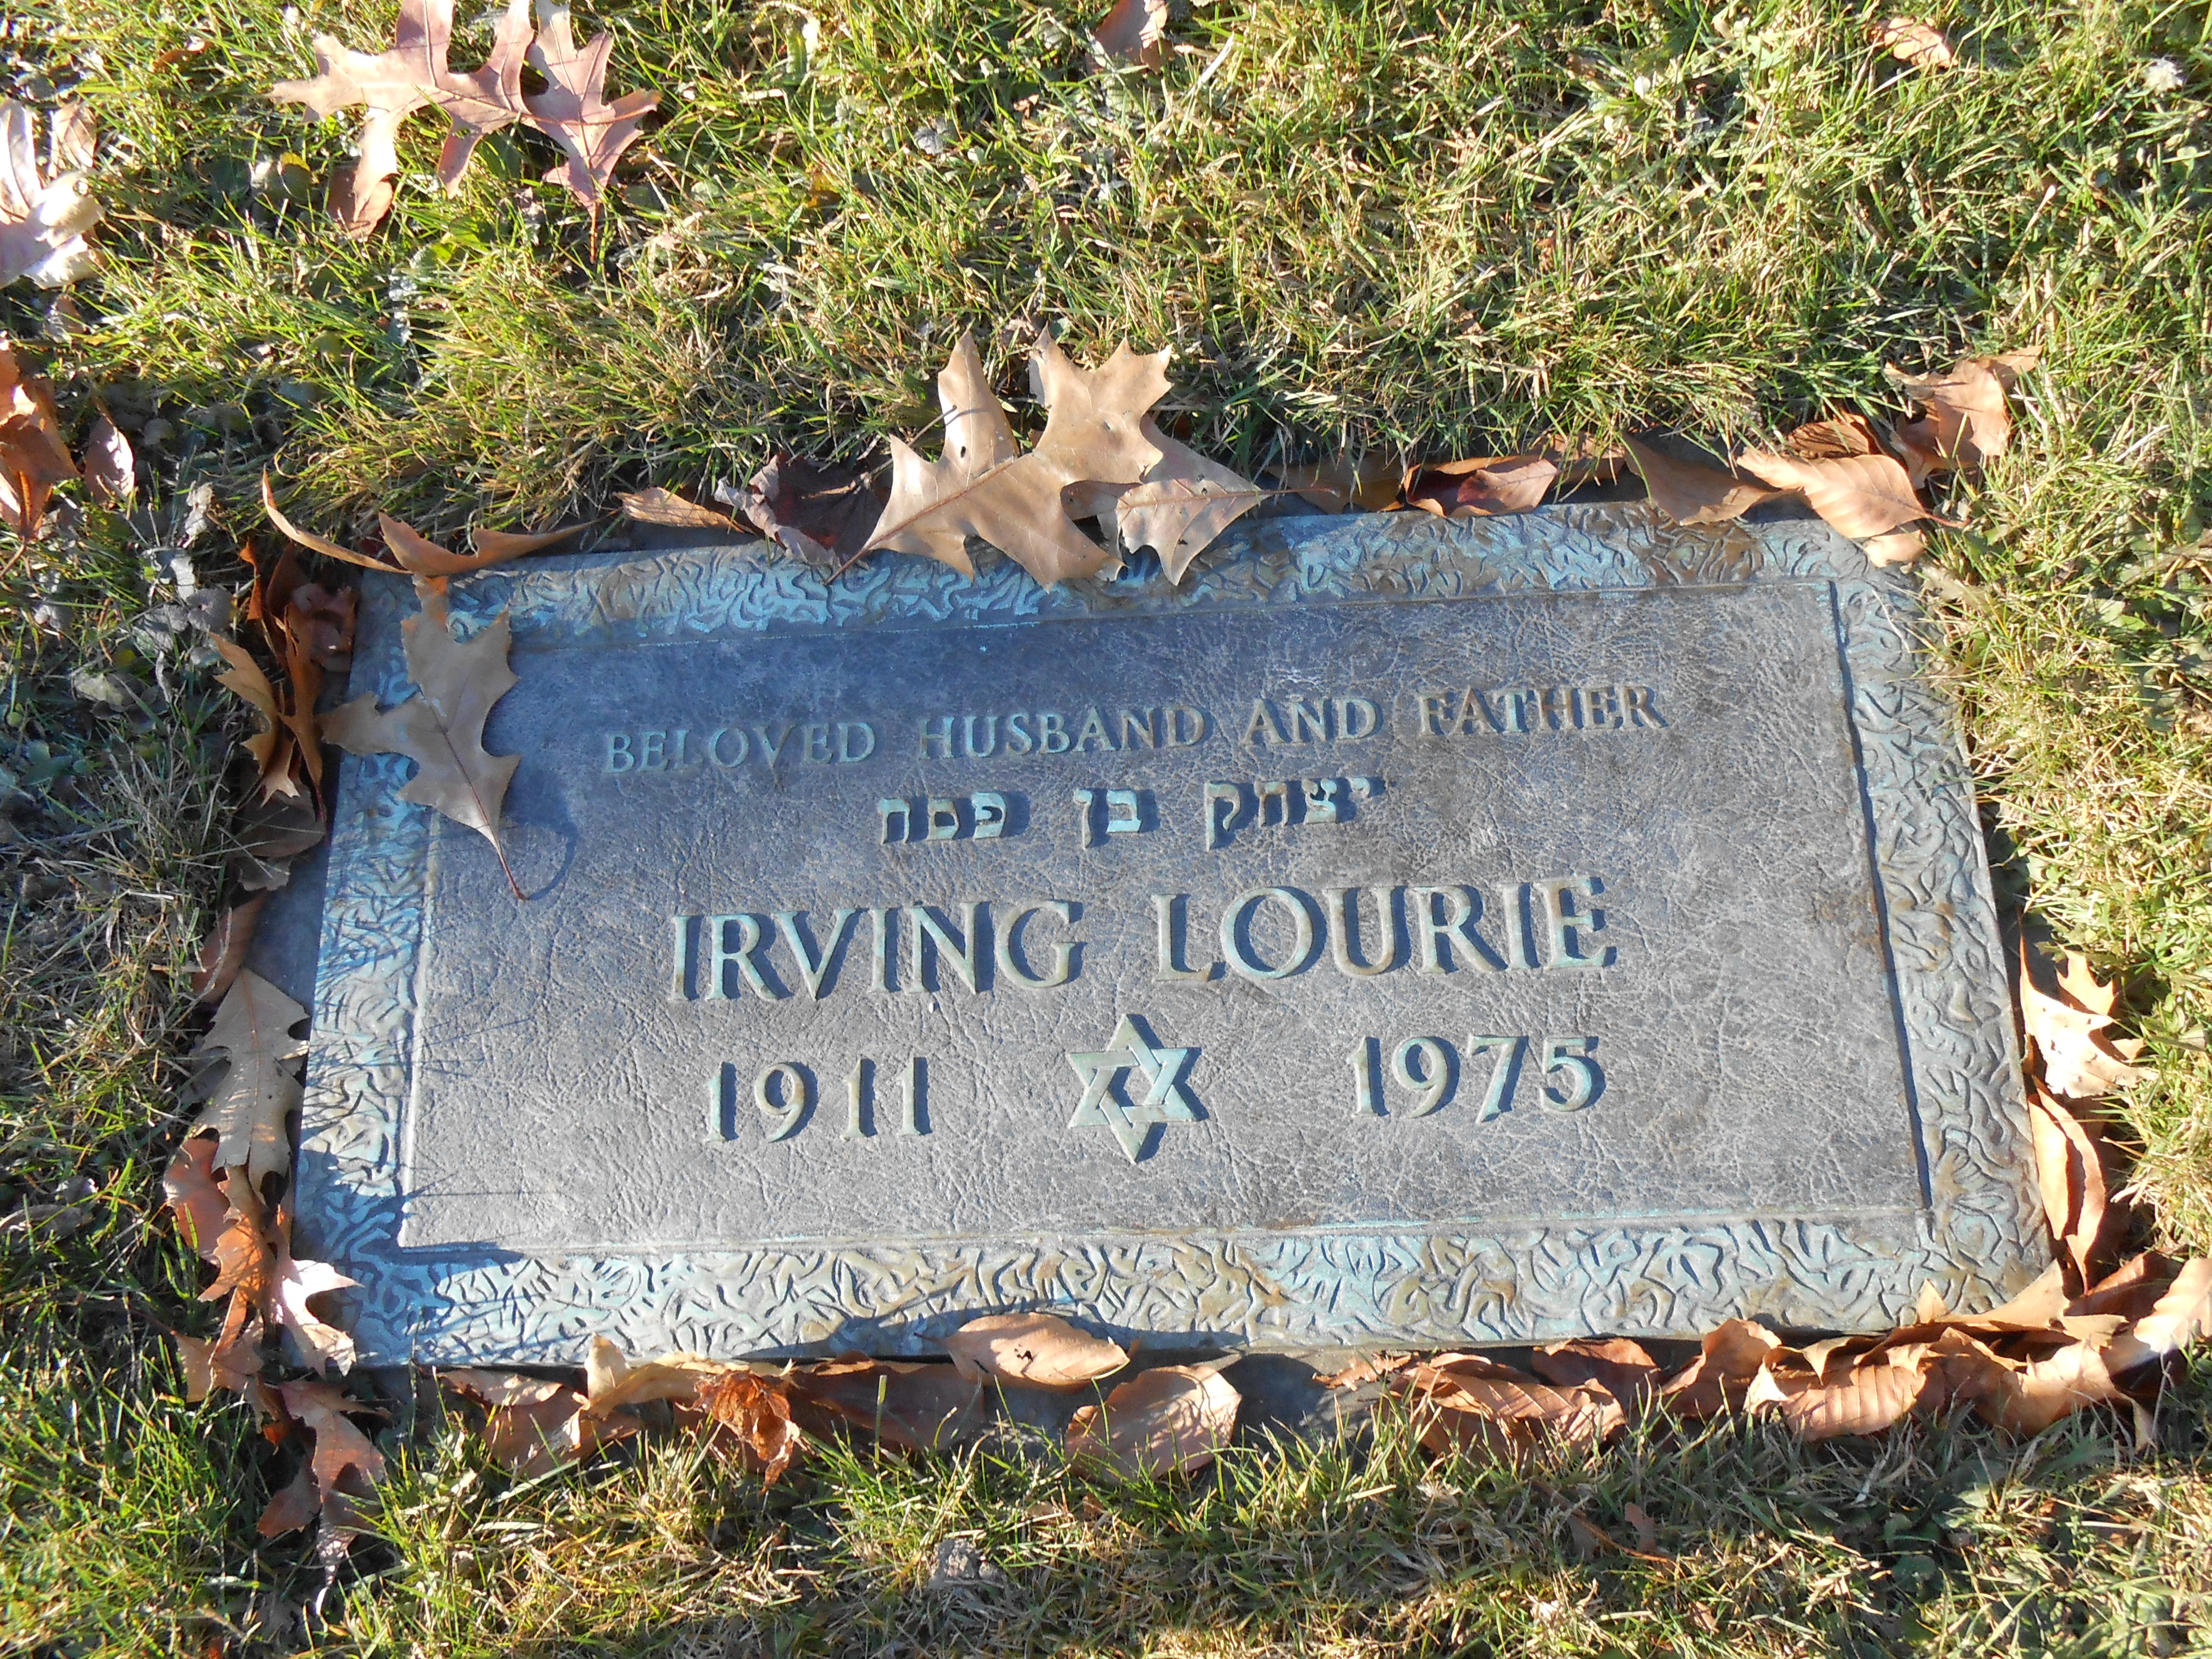 BELOVED HUSBAND AND FATHER
יצחק בן פסח
IRVING LOURIE
1911 ✡ 1975